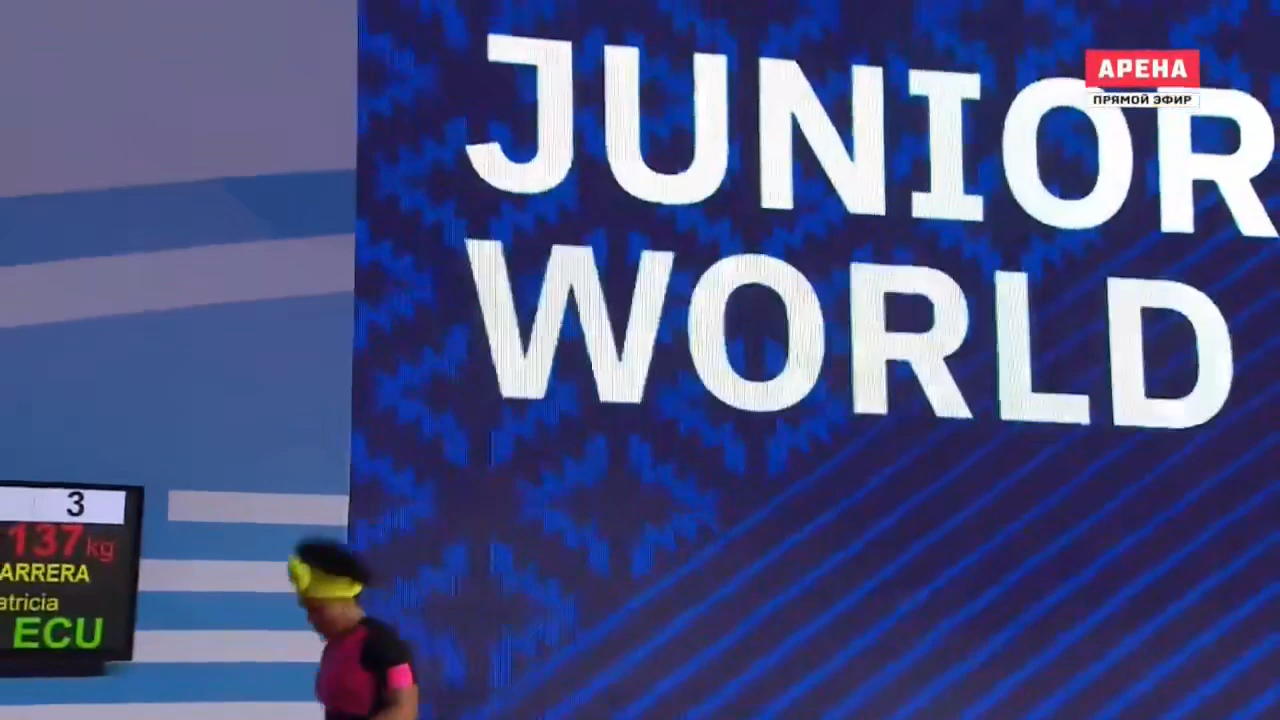 JUNIOR
WORLD
АРЕНА
ПРЯМОЙ ЭФИР
3
137 kg
ARRERA
atricia
ECU